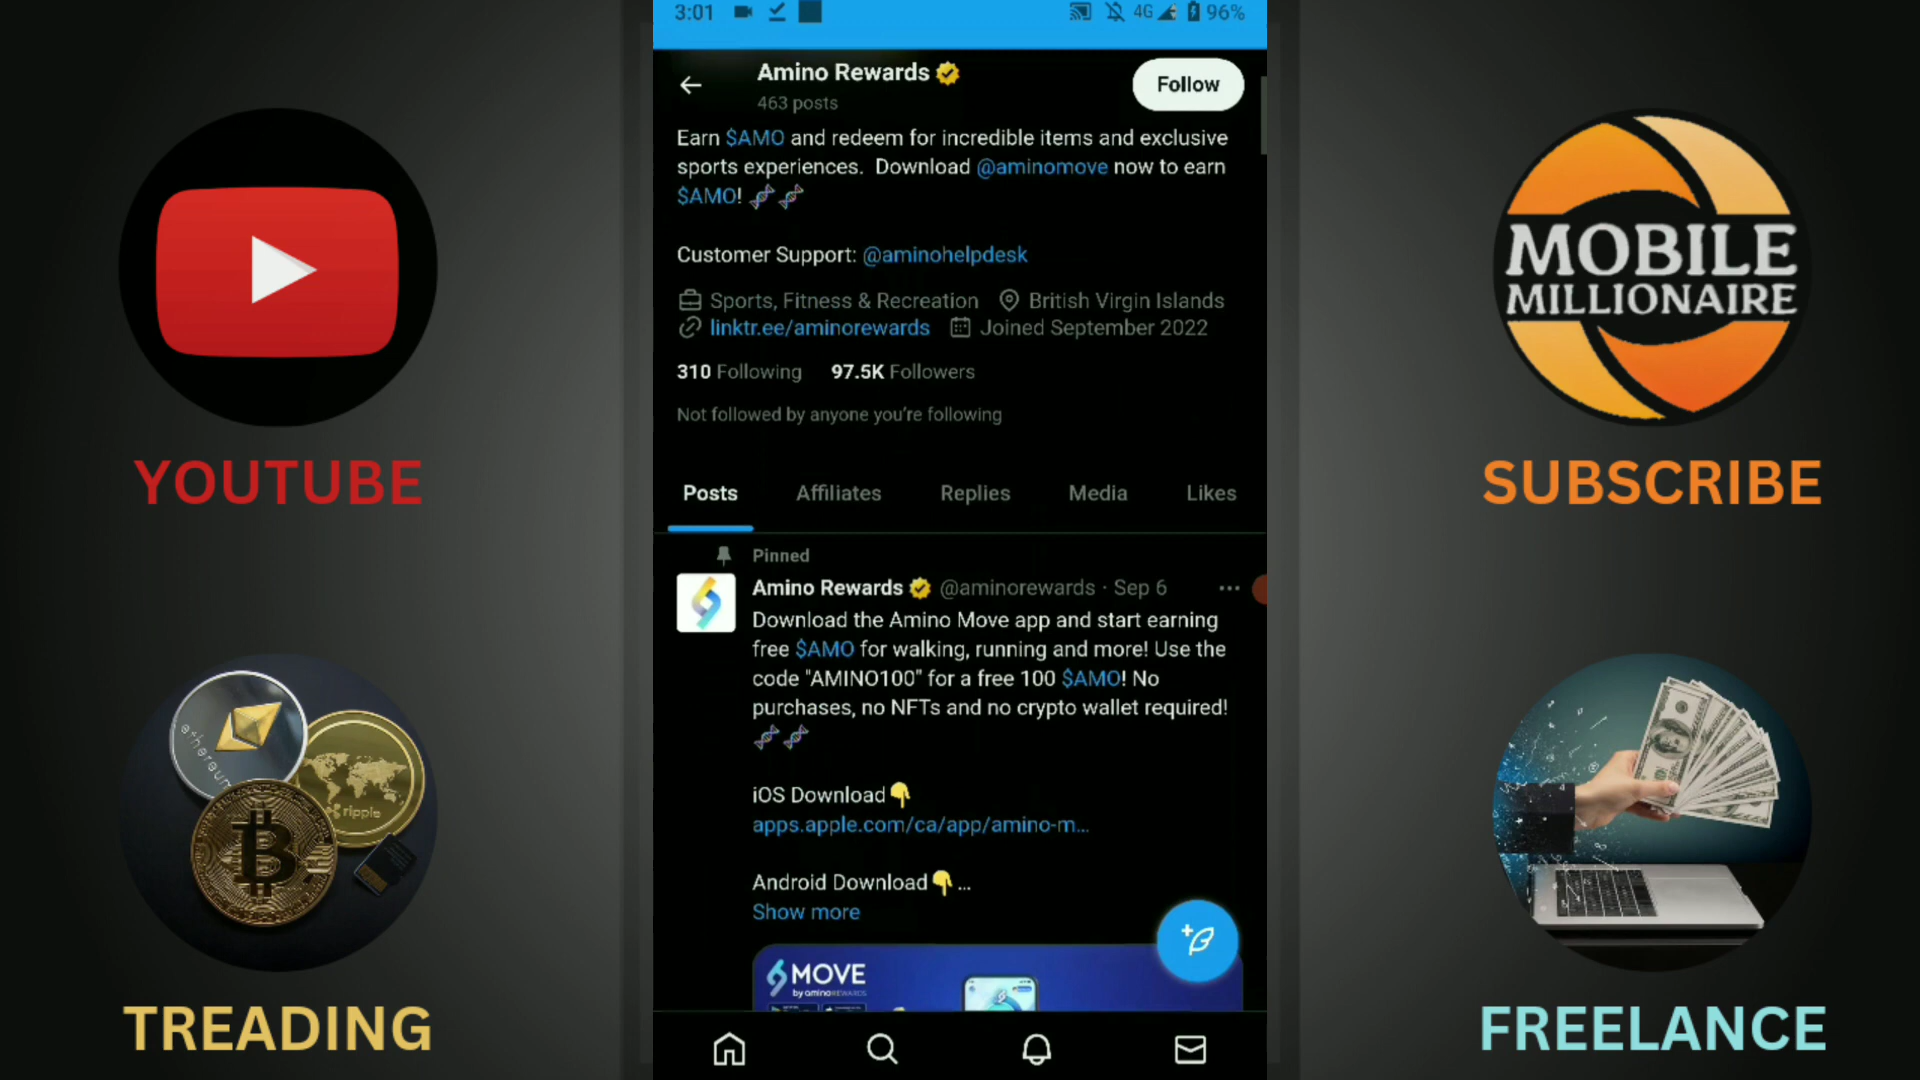 3:01
4G
96%
Amino Rewards
463 posts
Follow
Earn $AMO and redeem for incredible items and exclusive
sports experiences. Download @aminomove now to earn
$AMO!
Customer Support: @aminohelpdesk
Sports, Fitness & Recreation
British Virgin Islands
linktr.ee/aminorewards
Joined September 2022
310 Following
97.5K Followers
Not followed by anyone you're following
Posts
Affiliates
Replies
Media
Likes
Pinned
Amino Rewards @aminorewards · Sep 6
Download the Amino Move app and start earning
free $AMO for walking, running and more! Use the
code "AMINO100" for a free 100 $AMO! No
purchases, no NFTs and no crypto wallet required!
iOS Download
apps.apple.com/ca/app/amino-m...
Android Download ...
Show more
MOVE
by aminoREWARDS
YOUTUBE
ethereum
ripple
TREADING
MOBILE
MILLIONAIRE
SUBSCRIBE
FREELANCE